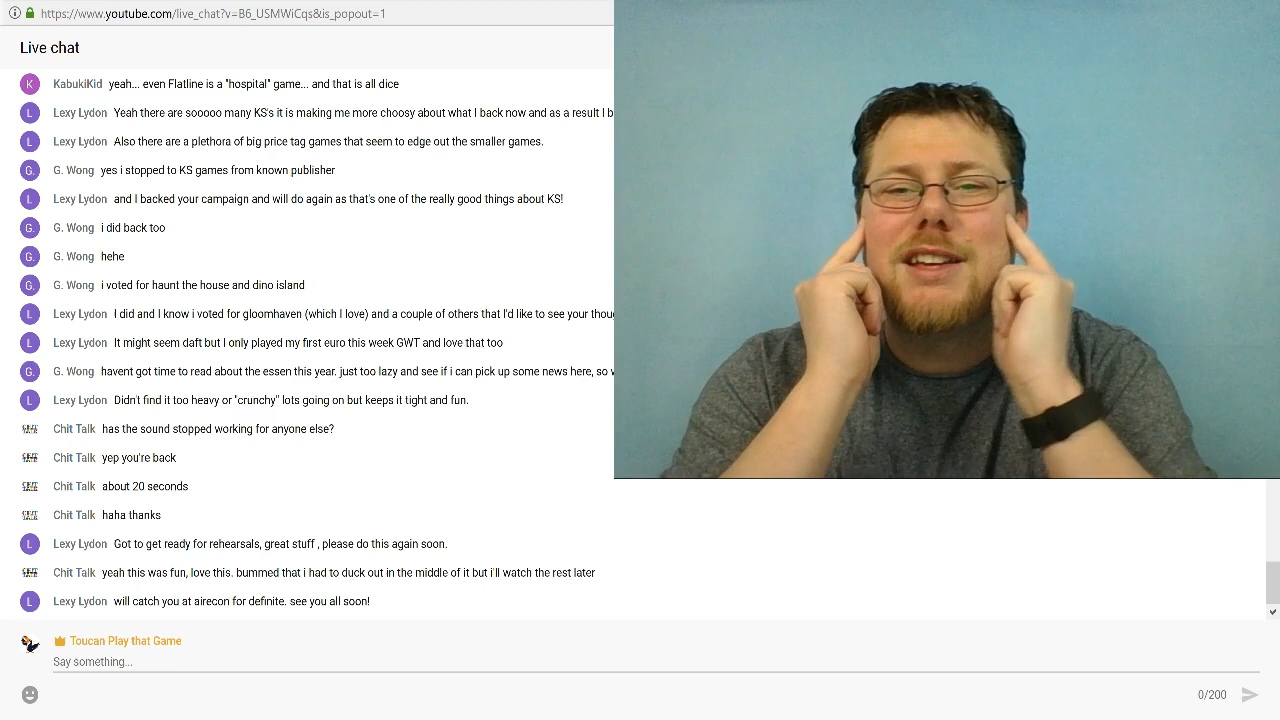 https://www.youtube.com/live_chat?v=B6_USMWiCqs&is_popout=1
Live chat
K KabukiKid yeah... even Flatline is a "hospital" game... and that is all dice
L Lexy Lydon Yeah there are sooooo many KS's it is making me more choosy about what I back now and as a result I b
L Lexy Lydon Also there are a plethora of big price tag games that seem to edge out the smaller games.
G. G. Wong yes i stopped to KS games from known publisher
L Lexy Lydon and I backed your campaign and will do again as that's one of the really good things about KS!
G. G. Wong i did back too
G. G. Wong hehe
G. G. Wong i voted for haunt the house and dino island
L Lexy Lydon I did and I know i voted for gloomhaven (which I love) and a couple of others that I'd like to see your thou
L Lexy Lydon It might seem daft but I only played my first euro this week GWT and love that too
G. G. Wong havent got time to read about the essen this year. just too lazy and see if i can pick up some news here, so
L Lexy Lydon Didn't find it too heavy or "crunchy" lots going on but keeps it tight and fun.
Chit Talk has the sound stopped working for anyone else?
Chit Talk yep you're back
Chit Talk about 20 seconds
Chit Talk haha thanks
L Lexy Lydon Got to get ready for rehearsals, great stuff , please do this again soon.
Chit Talk yeah this was fun, love this. bummed that i had to duck out in the middle of it but i'll watch the rest later
L Lexy Lydon will catch you at airecon for definite. see you all soon!
Toucan Play that Game
Say something...
0/200